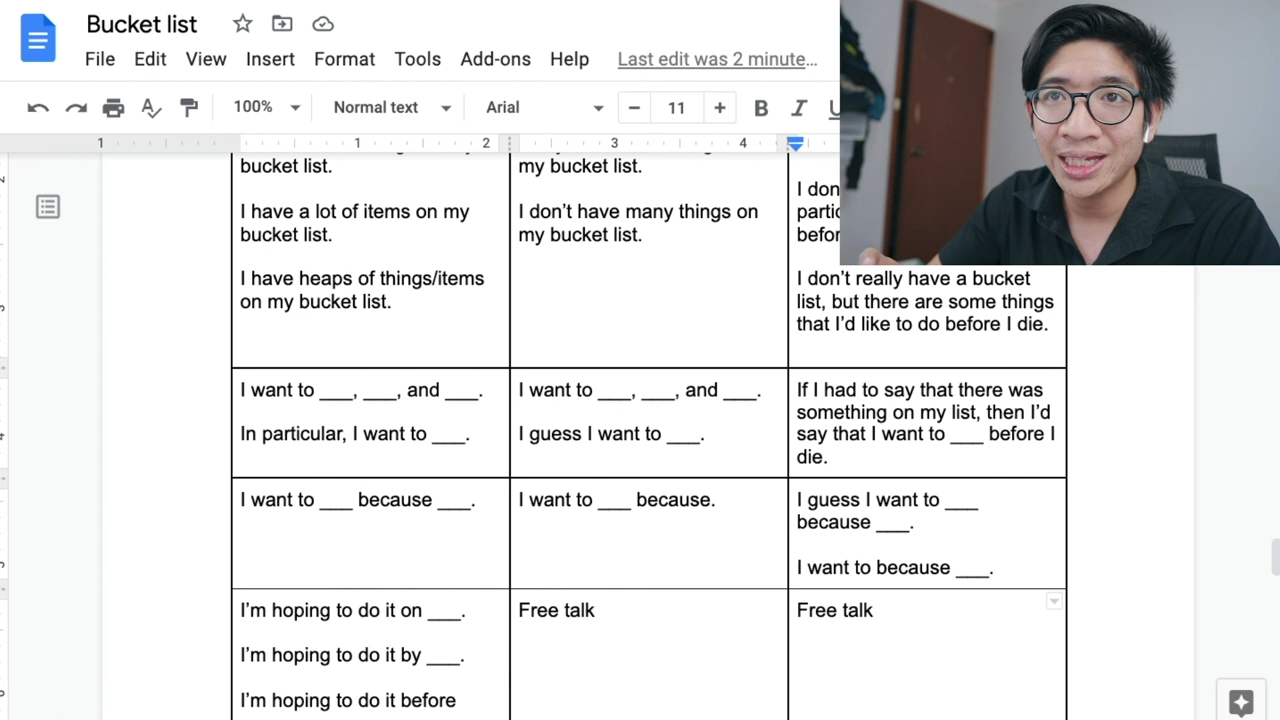 Bucket list
File Edit View Insert Format Tools Add-ons Help Last edit was 2 minute…
100% Normal text Arial − 11 + B I U
1 1 2 3 4
bucket list.
I have a lot of items on my
bucket list.
I have heaps of things/items
on my bucket list.
my bucket list.
I don’t have many things on
my bucket list.
I don
partic
befor
I don’t really have a bucket
list, but there are some things
that I’d like to do before I die.
I want to ___, ___, and ___.
In particular, I want to ___.
I want to ___, ___, and ___.
I guess I want to ___.
If I had to say that there was
something on my list, then I’d
say that I want to ___ before I
die.
I want to ___ because ___.
I want to ___ because.
I guess I want to ___
because ___.
I want to because ___.
I’m hoping to do it on ___.
I’m hoping to do it by ___.
I’m hoping to do it before
Free talk
Free talk